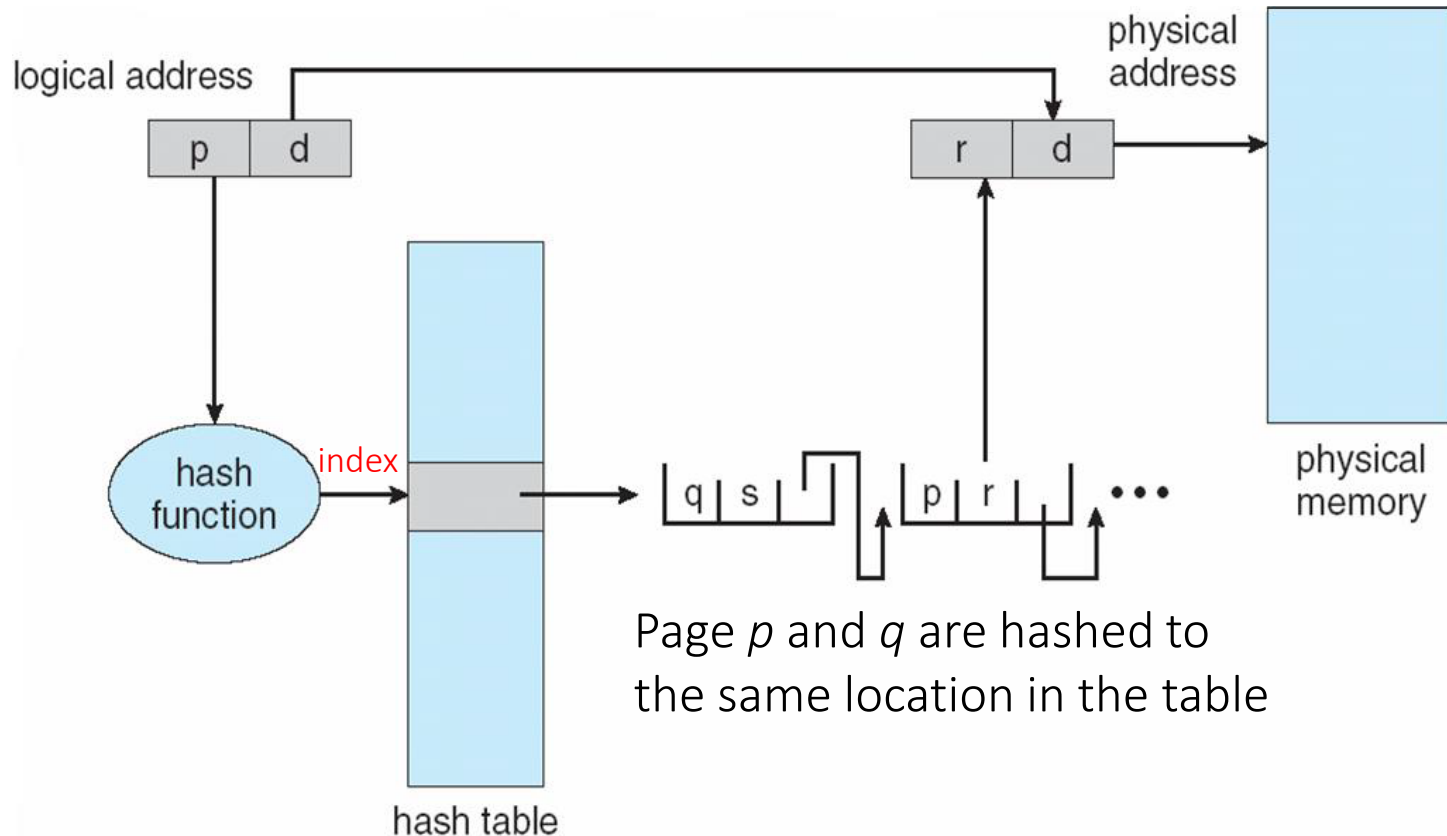 logical address
physical
address
p d
r d
hash
function
index
q s
p r
•••
physical
memory
Page p and q are hashed to
the same location in the table
hash table